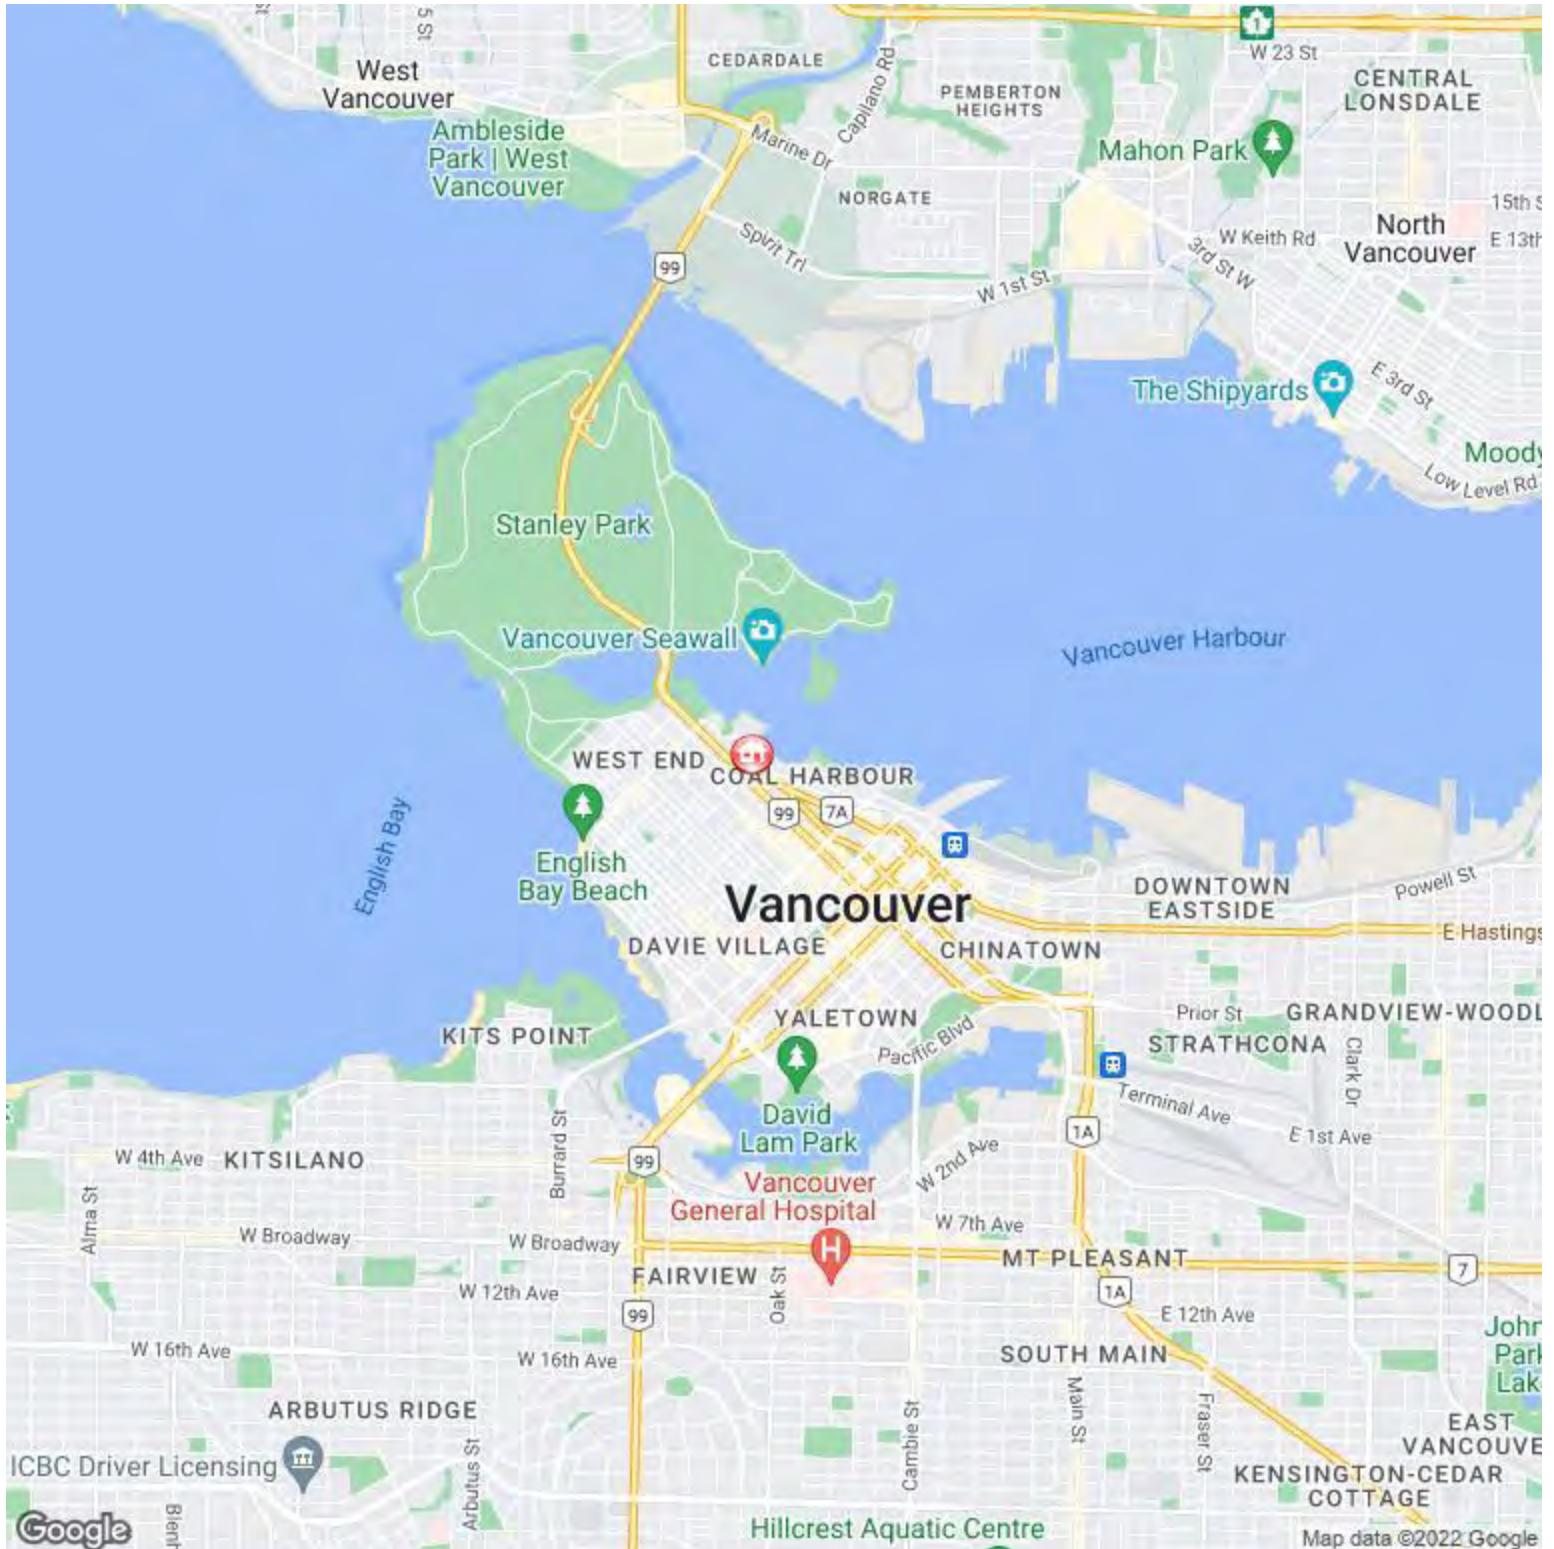 5 St
West
Vancouver
CEDARDALE
Capilano Rd
PEMBERTON
HEIGHTS
1
W 23 St
CENTRAL
LONSDALE
Ambleside
Park | West
Vancouver
Marine Dr
Mahon Park
NORGATE
15th S
Spirit Trl
W Keith Rd
North
Vancouver
E 13th
3rd St W
99
W 1st St
The Shipyards
E 3rd St
Moody
Low Level Rd
Stanley Park
Vancouver Seawall
Vancouver Harbour
WEST END
COAL HARBOUR
99
7A
English Bay
English
Bay Beach
Vancouver
DOWNTOWN
EASTSIDE
Powell St
E Hastings
DAVIE VILLAGE
CHINATOWN
KITS POINT
YALETOWN
Pacific Blvd
Prior St
GRANDVIEW-WOODL
STRATHCONA
Clark Dr
Terminal Ave
David
Lam Park
1A
E 1st Ave
W 4th Ave
KITSILANO
Burrard St
99
W 2nd Ave
Vancouver
General Hospital
H
Alma St
W Broadway
W Broadway
W 7th Ave
MT PLEASANT
7
FAIRVIEW
Oak St
W 12th Ave
1A
99
E 12th Ave
W 16th Ave
W 16th Ave
SOUTH MAIN
John
Park
Lak
ARBUTUS RIDGE
Main St
Fraser St
EAST
VANCOUVE
Cambie St
ICBC Driver Licensing
Arbutus St
KENSINGTON-CEDAR
COTTAGE
Blenh
Google
Hillcrest Aquatic Centre
Map data ©2022 Google